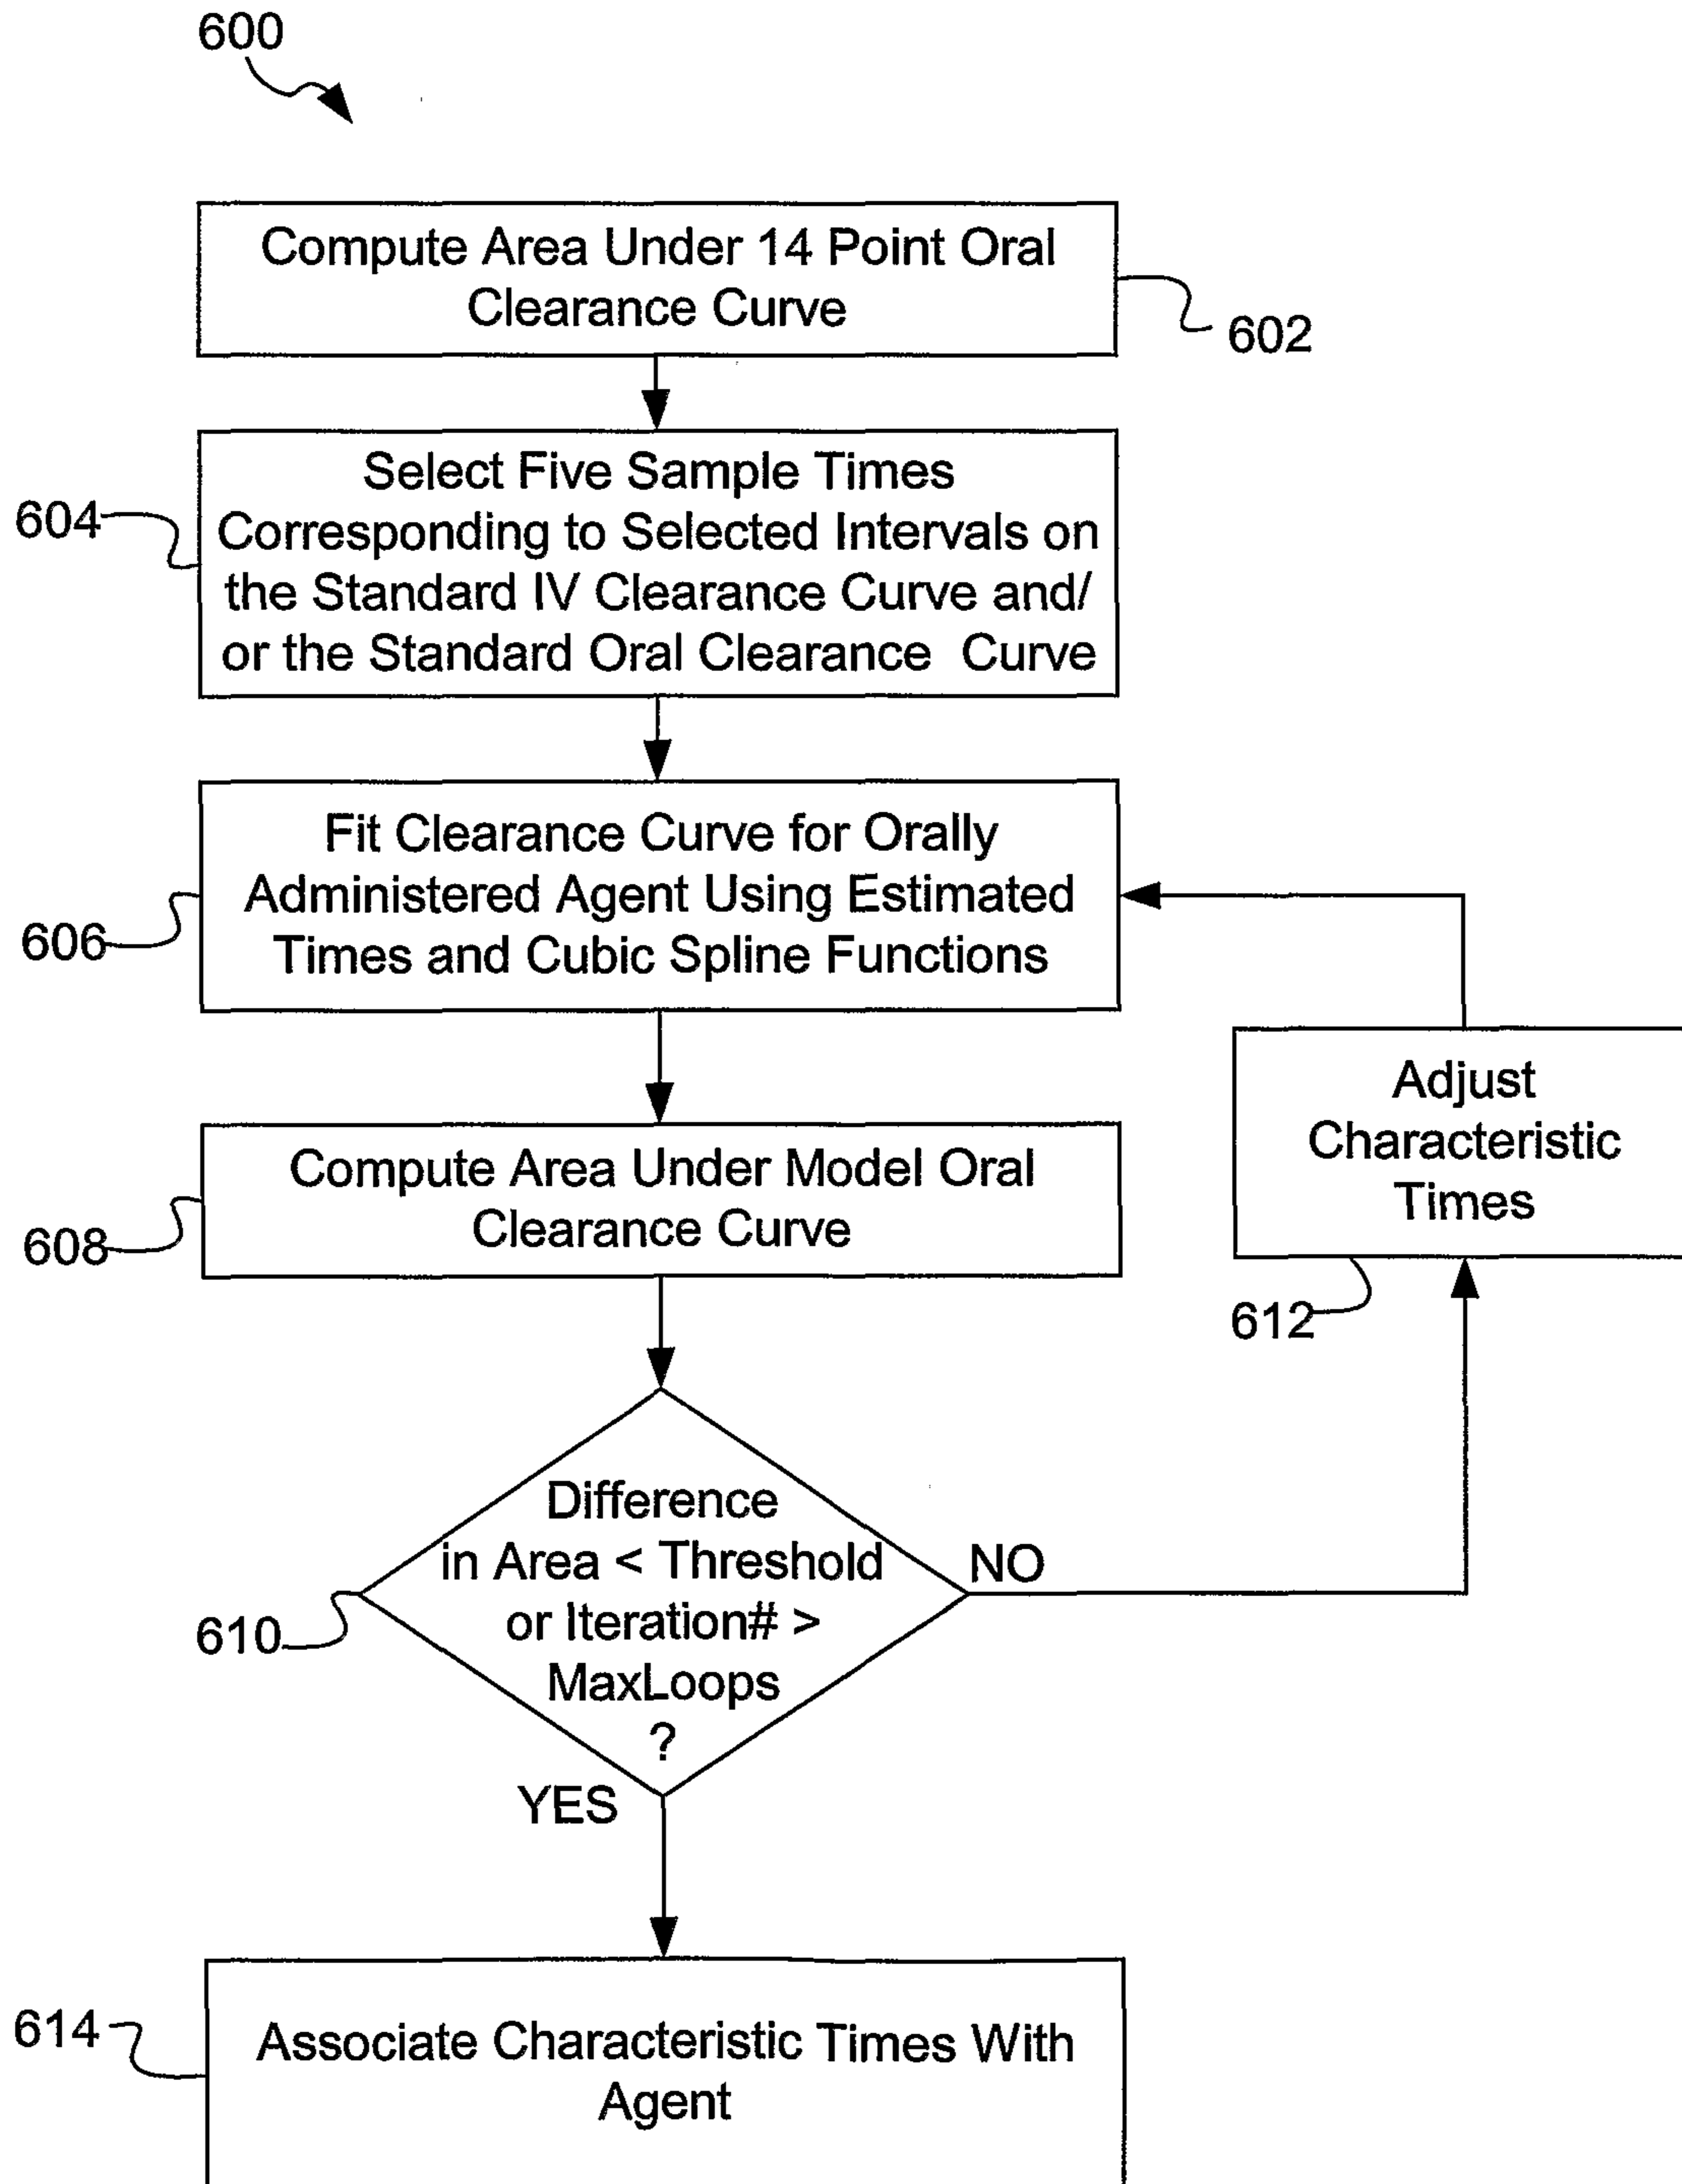 600
Compute Area Under 14 Point Oral
Clearance Curve
602
Select Five Sample Times
Corresponding to Selected Intervals on
the Standard IV Clearance Curve and/
or the Standard Oral Clearance Curve
604
Fit Clearance Curve for Orally
Administered Agent Using Estimated
Times and Cubic Spline Functions
606
Adjust
Characteristic
Times
612
Compute Area Under Model Oral
Clearance Curve
608
Difference
in Area < Threshold
or Iteration# >
MaxLoops
?
NO
610
YES
Associate Characteristic Times With
Agent
614